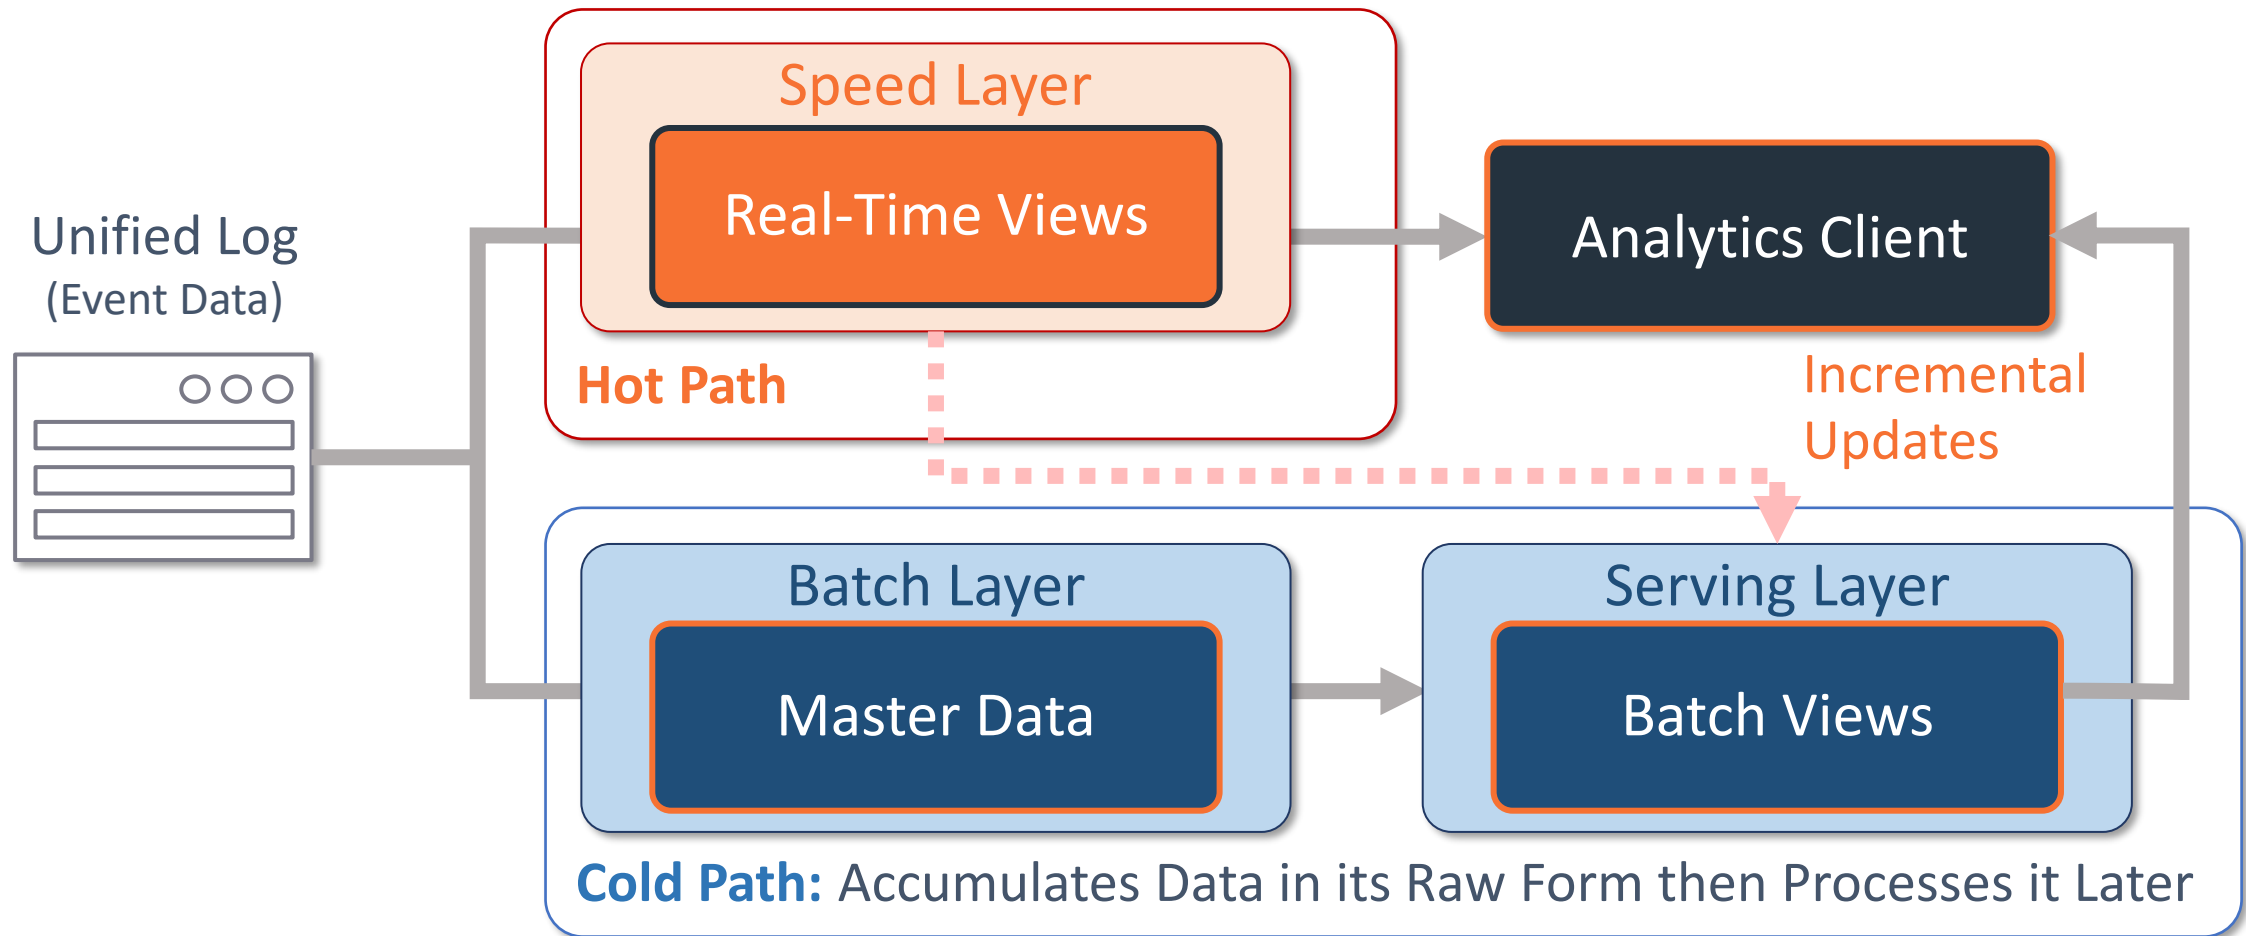 Speed Layer
Real-Time Views
Hot Path
Unified Log
(Event Data)
Analytics Client
Incremental
Updates
Batch Layer
Master Data
Serving Layer
Batch Views
Cold Path: Accumulates Data in its Raw Form then Processes it Later